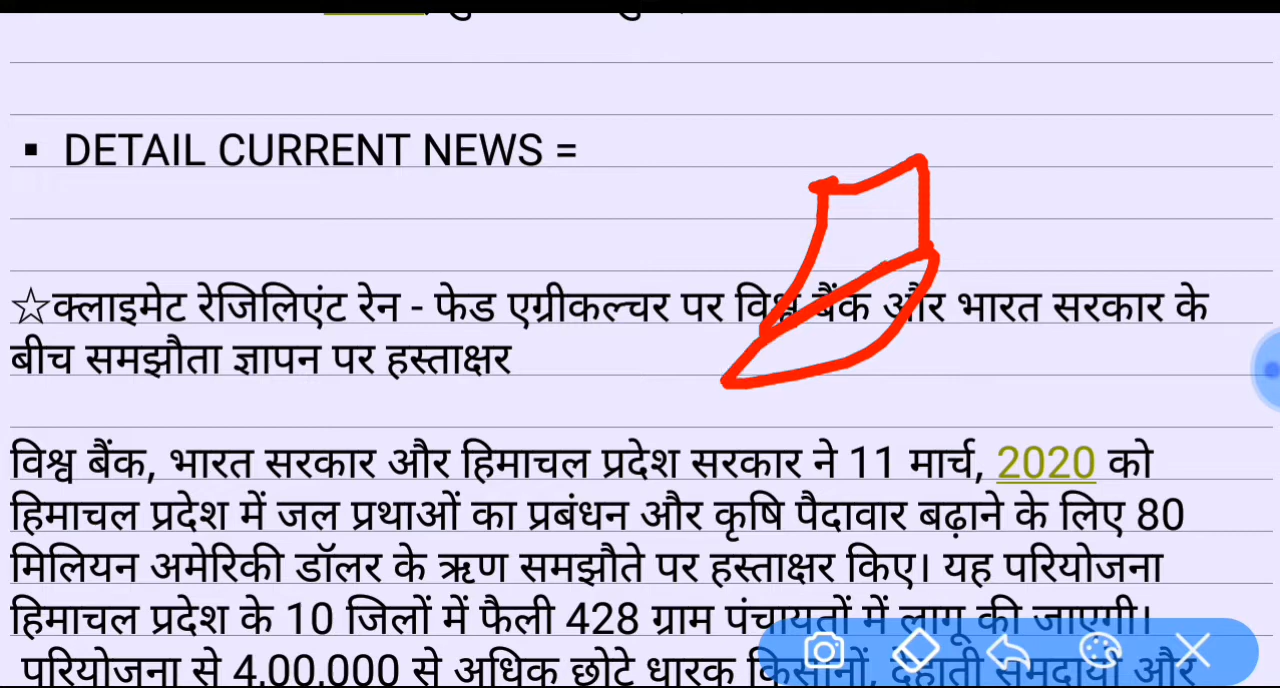 ▪ DETAIL CURRENT NEWS =
☆क्लाइमेट रेजिलिएंट रेन - फेड एग्रीकल्चर पर विश्व बैंक और भारत सरकार के
बीच समझौता ज्ञापन पर हस्ताक्षर
विश्व बैंक, भारत सरकार और हिमाचल प्रदेश सरकार ने 11 मार्च, 2020 को
हिमाचल प्रदेश में जल प्रथाओं का प्रबंधन और कृषि पैदावार बढ़ाने के लिए 80
मिलियन अमेरिकी डॉलर के ऋण समझौते पर हस्ताक्षर किए। यह परियोजना
हिमाचल प्रदेश के 10 जिलों में फैली 428 ग्राम पंचायतों में लागू की जाएगी।
परियोजना से 4,00,000 से अधिक छोटे धारक किसानों, देहाती समुदायों और